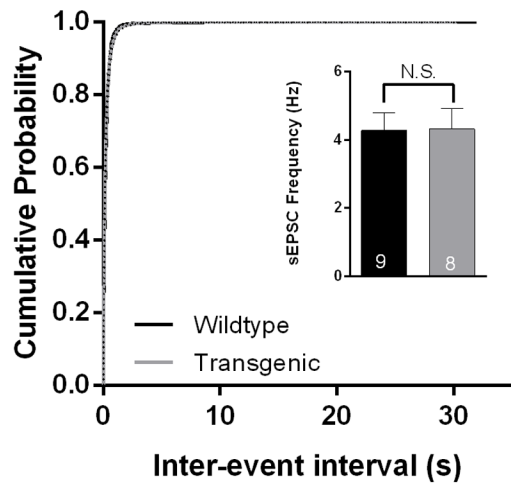 1.0
0.8
0.6
0.4
0.2
0.0
Cumulative Probability
0
10
20
30
Inter-event interval (s)
Wildtype
Transgenic
N.S.
6
4
2
0
sEPSC Frequency (Hz)
9
8